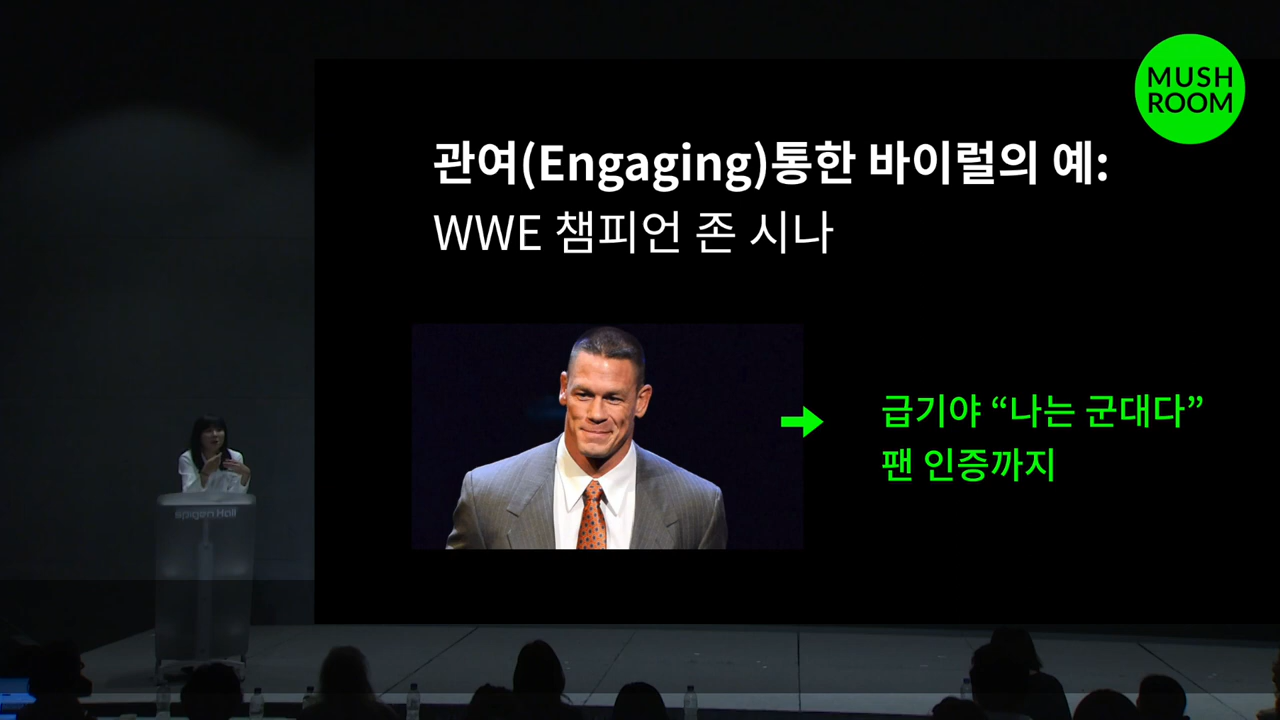 MUSH
ROOM
관여(Engaging)통한 바이럴의 예:
WWE 챔피언 존 시나
급기야 “나는 군대다”
팬 인증까지
Hall